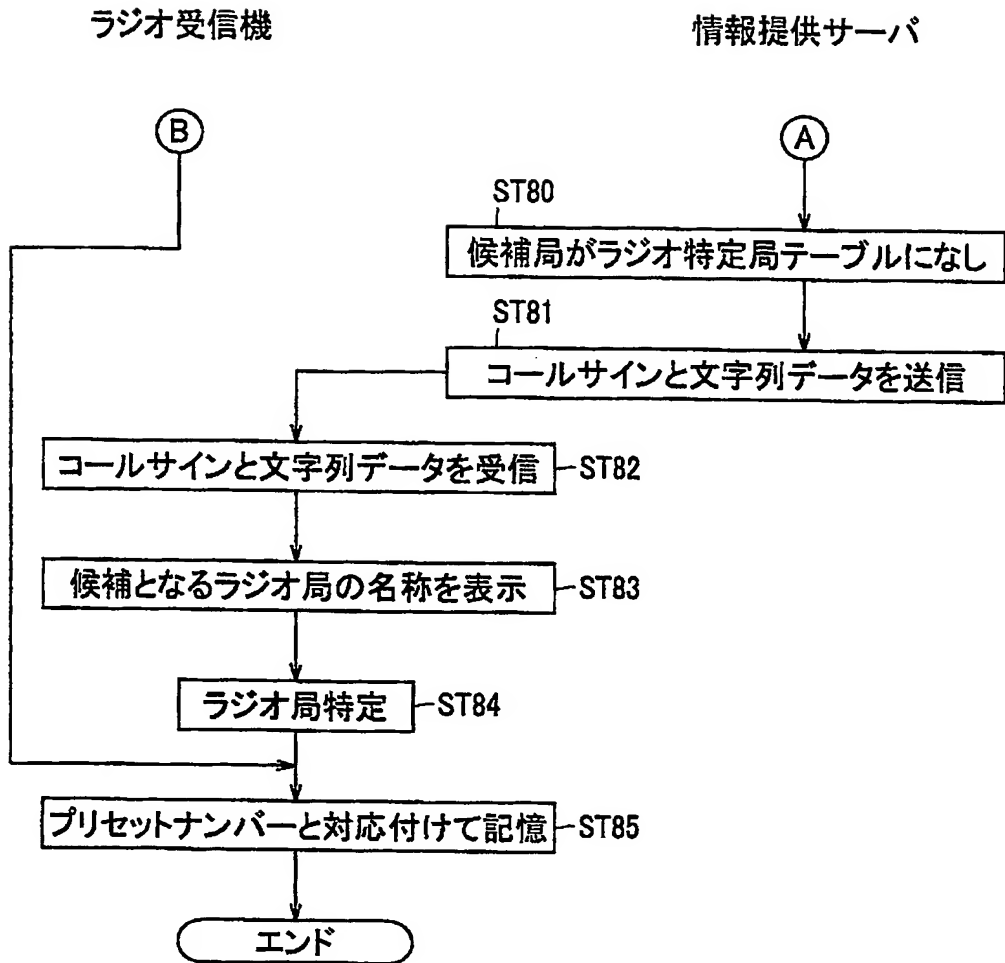 ラジオ受信機
情報提供サーバ
B
A
ST80
候補局がラジオ特定局テーブルになし
ST81
コールサインと文字列データを送信
コールサインと文字列データを受信
ST82
候補となるラジオ局の名称を表示
ST83
ラジオ局特定
ST84
プリセットナンバーと対応付けて記憶
ST85
エンド